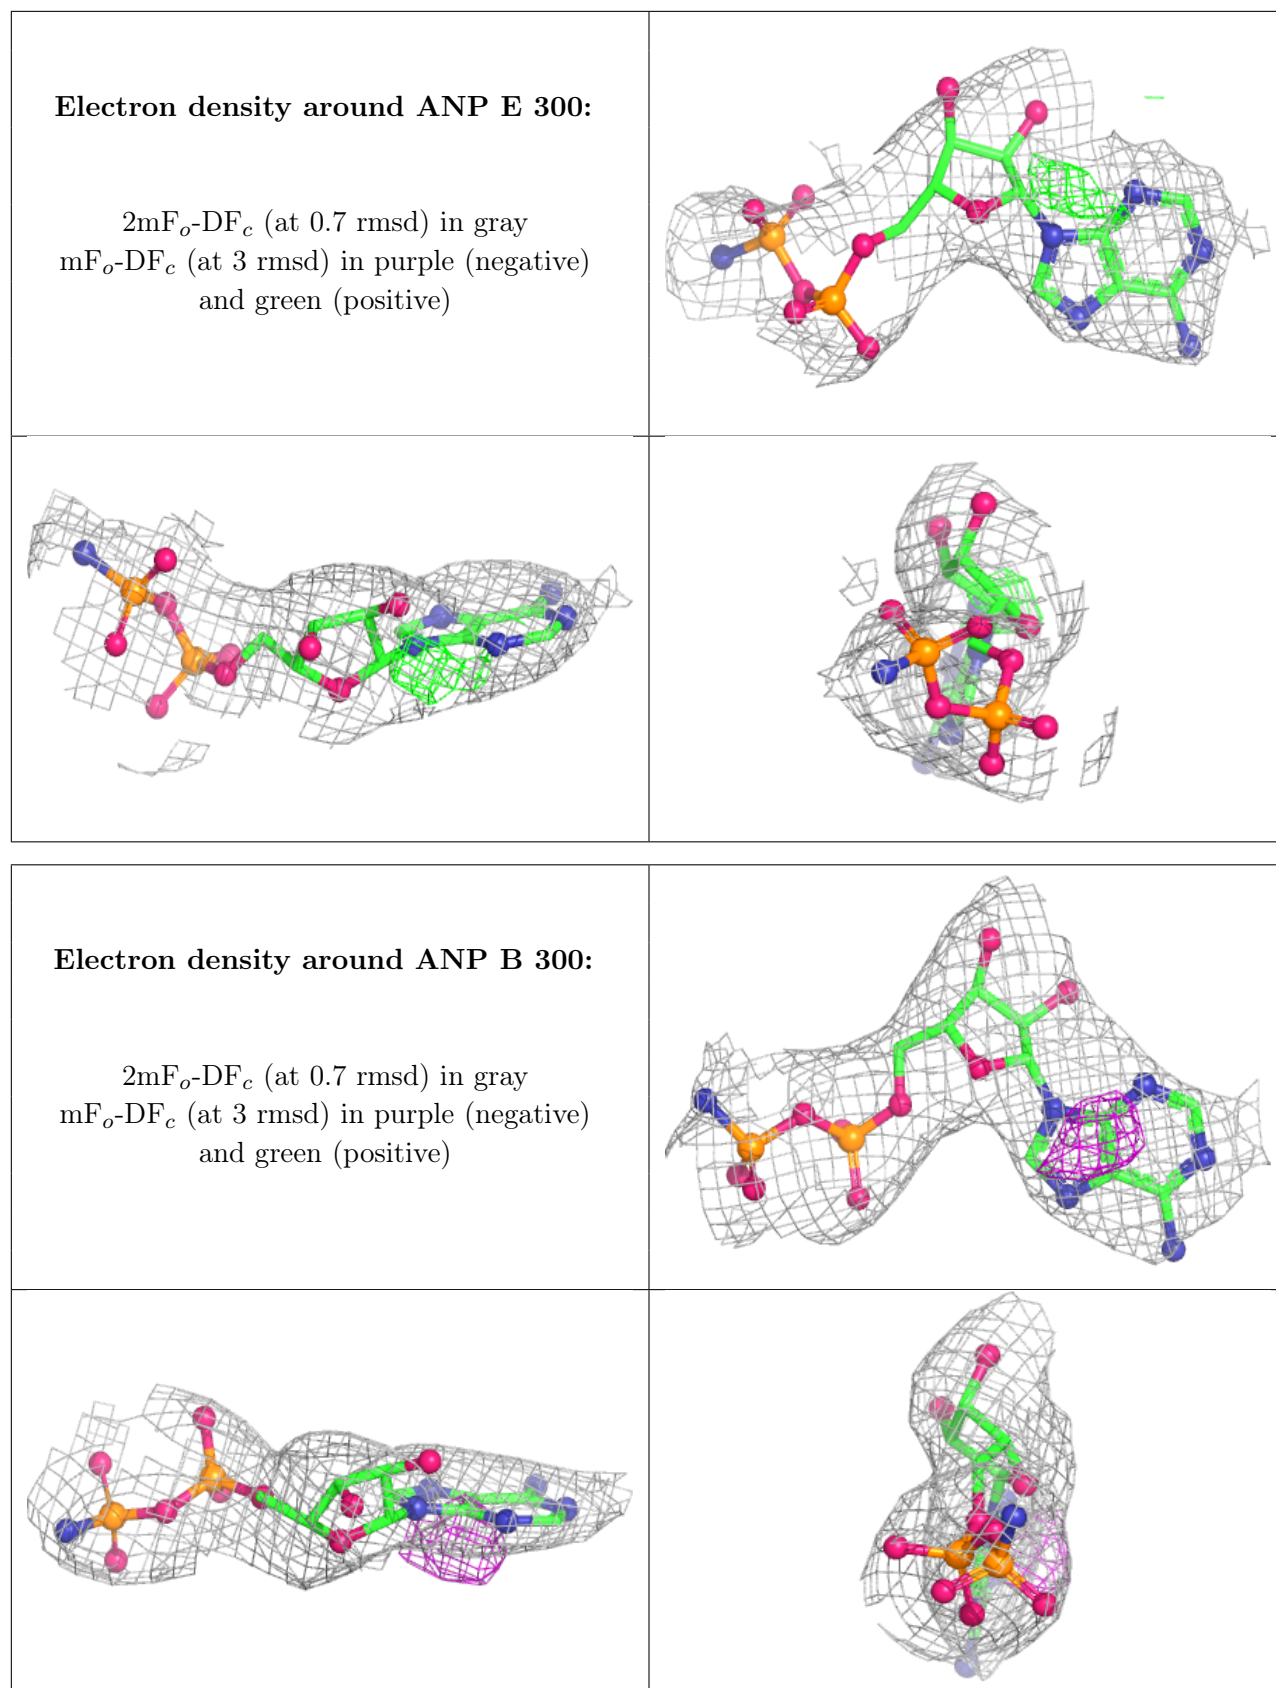 Electron density around ANP E 300:
2mFₒ-DF𝒸 (at 0.7 rmsd) in gray
mFₒ-DF𝒸 (at 3 rmsd) in purple (negative)
and green (positive)
Electron density around ANP B 300:
2mFₒ-DF𝒸 (at 0.7 rmsd) in gray
mFₒ-DF𝒸 (at 3 rmsd) in purple (negative)
and green (positive)